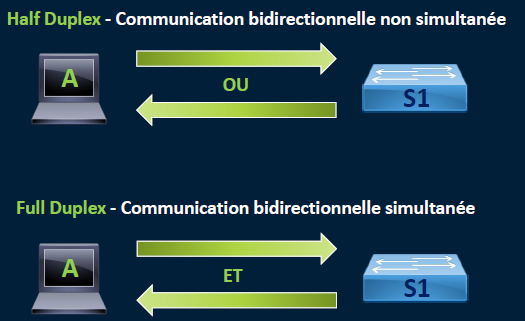 Half Duplex - Communication bidirectionnelle non simultanée
A
OU
S1
Full Duplex - Communication bidirectionnelle simultanée
A
ET
S1